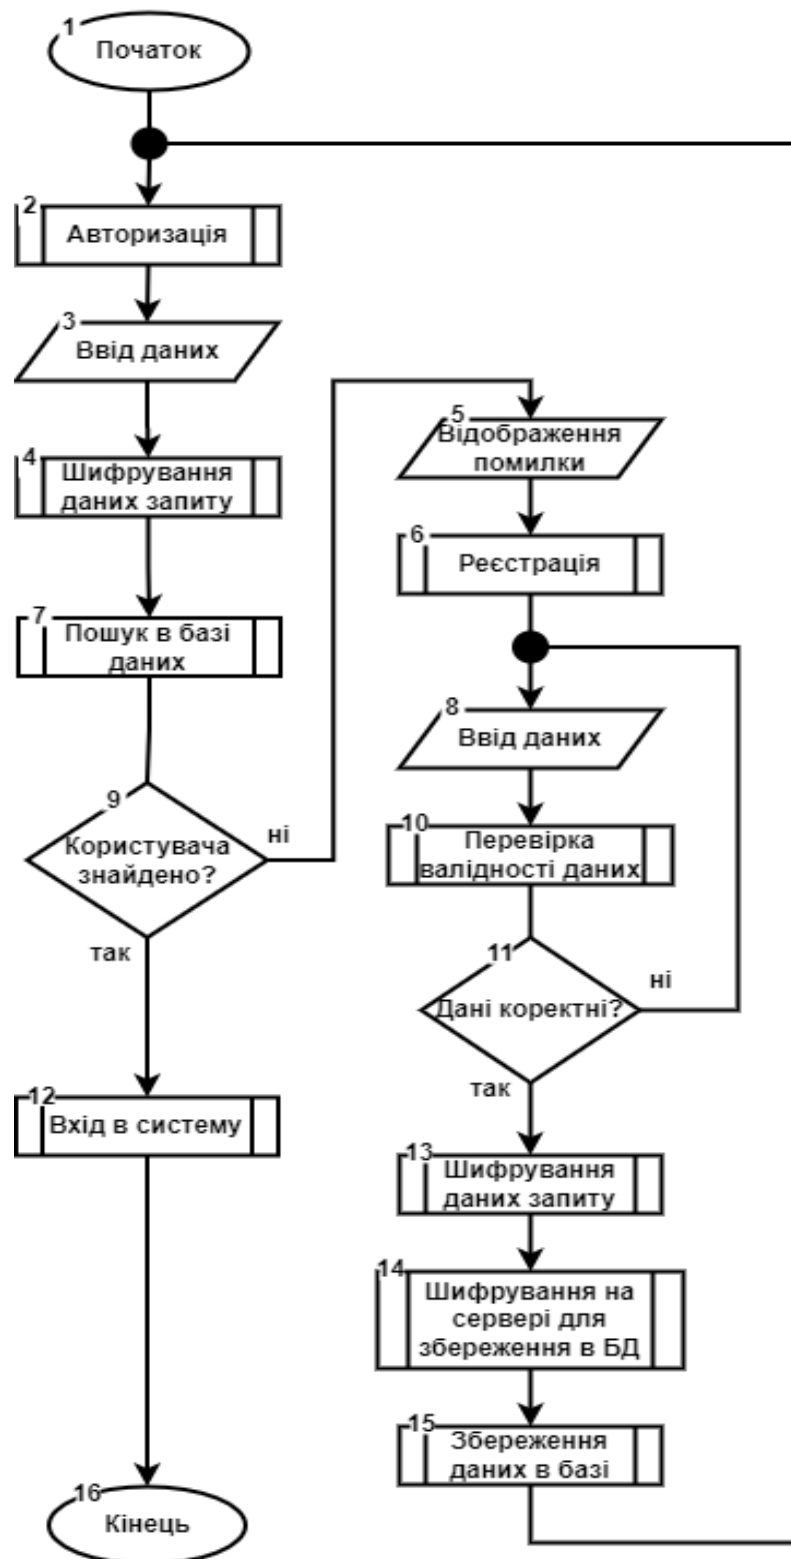 1
Початок
2
Авторизація
3
Ввід даних
4
Шифрування
даних запиту
5
Відображення
помилки
6
Реєстрація
7
Пошук в базі
даних
8
Ввід даних
9
Користувача
знайдено?
ні
так
10
Перевірка
валідності даних
11
Дані коректні?
ні
так
12
Вхід в систему
13
Шифрування
даних запиту
14
Шифрування на
сервері для
збереження в БД
15
Збереження
даних в базі
16
Кінець